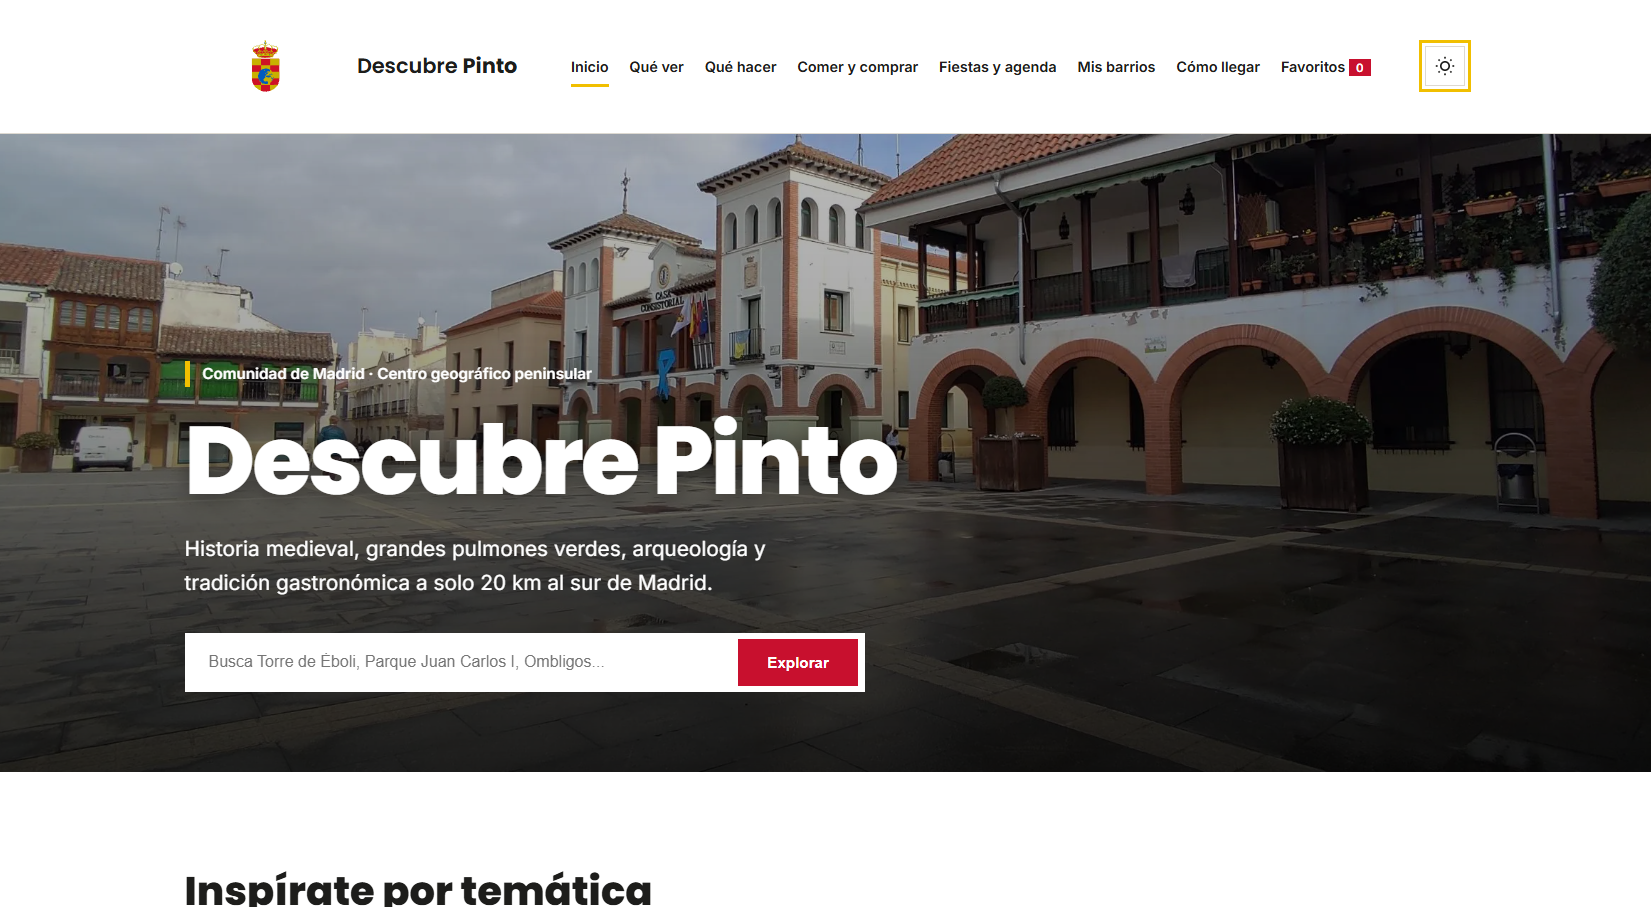 Descubre Pinto
Inicio
Qué ver
Qué hacer
Comer y comprar
Fiestas y agenda
Mis barrios
Cómo llegar
Favoritos 0
CASA
CONSISTORIAL
Comunidad de Madrid · Centro geográfico peninsular
Descubre Pinto
Historia medieval, grandes pulmones verdes, arqueología y
tradición gastronómica a solo 20 km al sur de Madrid.
Busca Torre de Éboli, Parque Juan Carlos I, Ombligos...
Explorar
Inspírate por temática